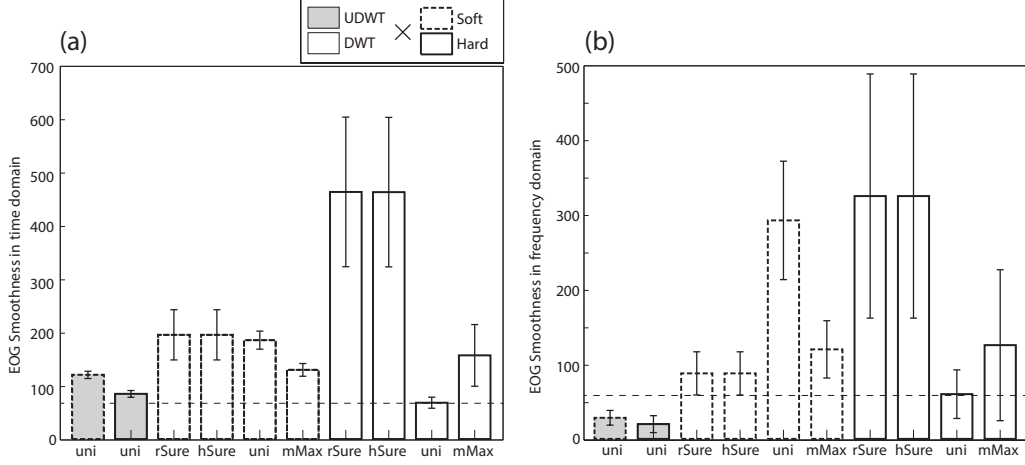 UDWT
DWT
Soft
Hard
(a)
EOG Smoothness in time domain
700
600
500
400
300
200
100
0
uni uni rSure hSure uni mMax rSure hSure uni mMax
(b)
EOG Smoothness in frequency domain
500
400
300
200
100
0
uni uni rSure hSure uni mMax rSure hSure uni mMax